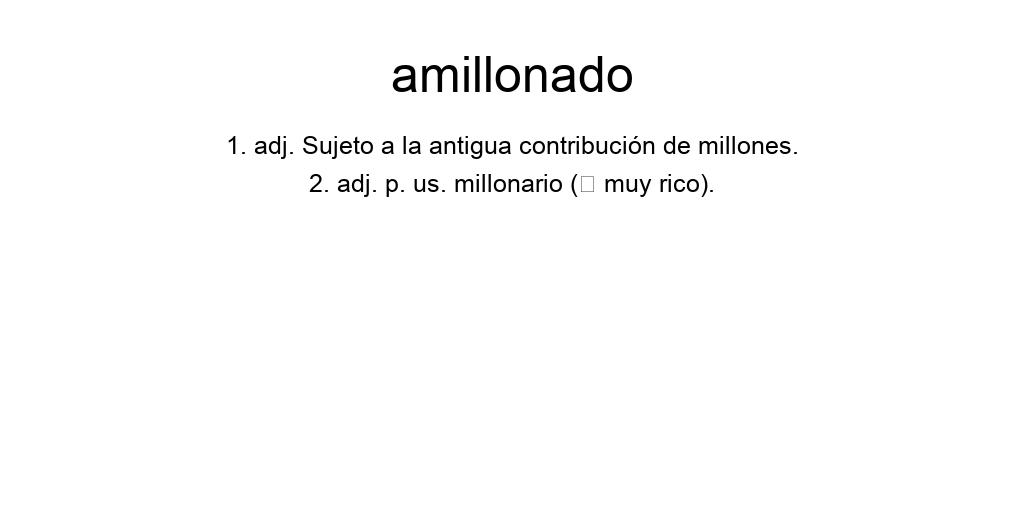 amillonado
1. adj. Sujeto a la antigua contribución de millones.
2. adj. p. us. millonario (□ muy rico).